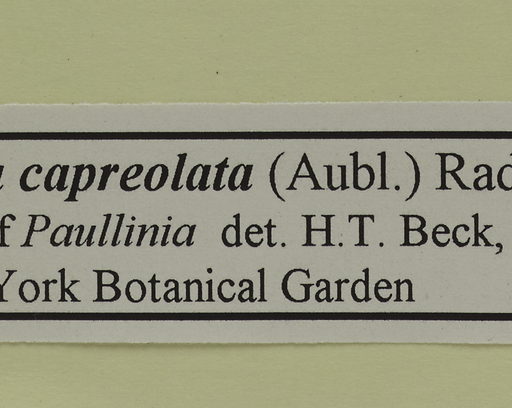 a capreolata (Aubl.) Rad
f Paullinia det. H.T. Beck,
York Botanical Garden